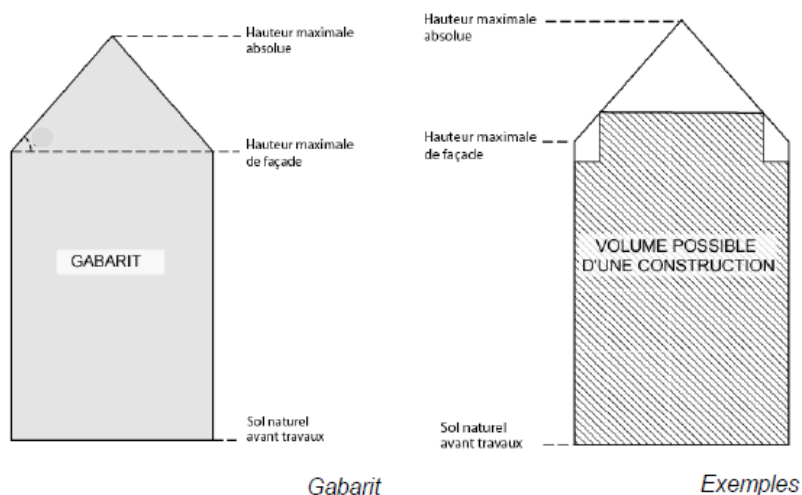 Hauteur maximale
absolue
Hauteur maximale
de façade
GABARIT
Sol naturel
avant travaux
Gabarit
Hauteur maximale
absolue
Hauteur maximale
de façade
VOLUME POSSIBLE
D'UNE CONSTRUCTION
Sol naturel
avant travaux
Exemples